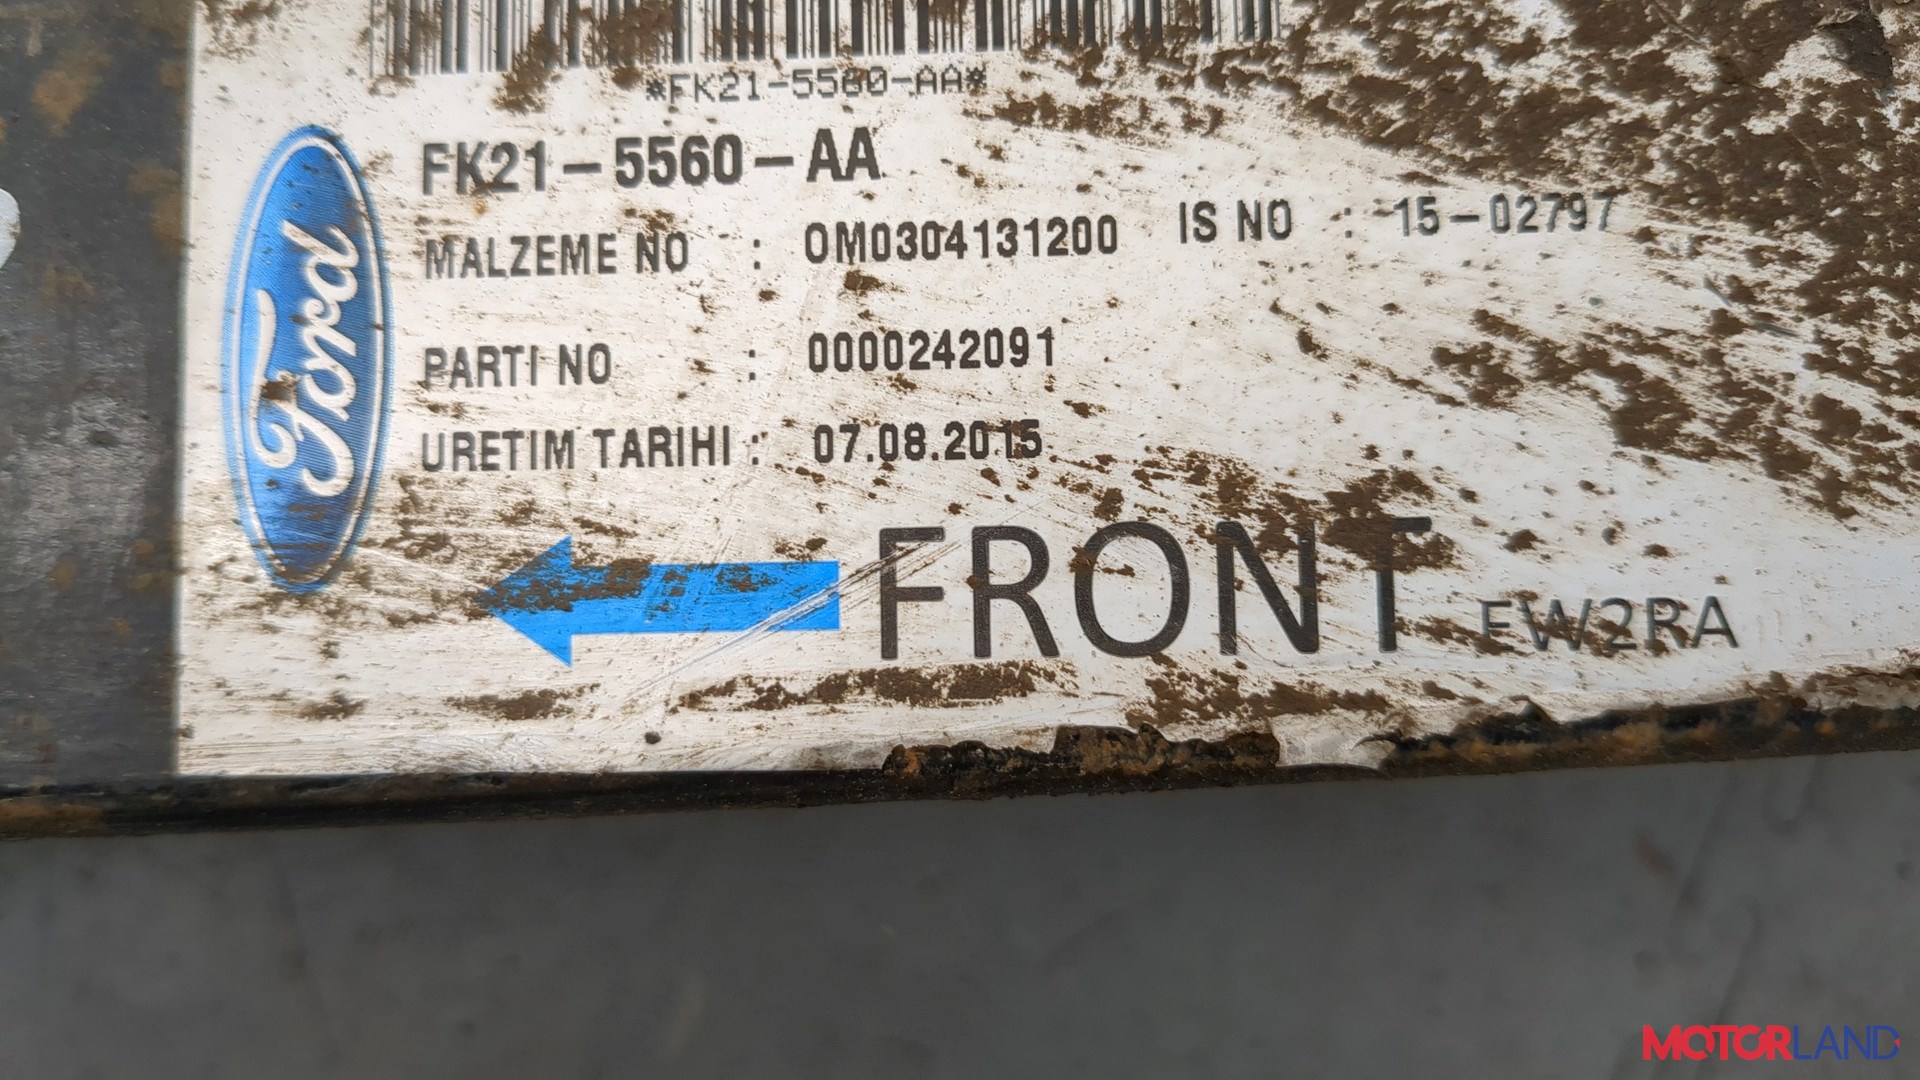 *FK21-5560-AA*
FK21-5560-AA
MALZEME NO : OM0304131200 IS NO : 15-02797
PARTI NO : 0000242091
URETIM TARIHI : 07.08.2015
Ford
FRONT FW2RA
MOTORLAND